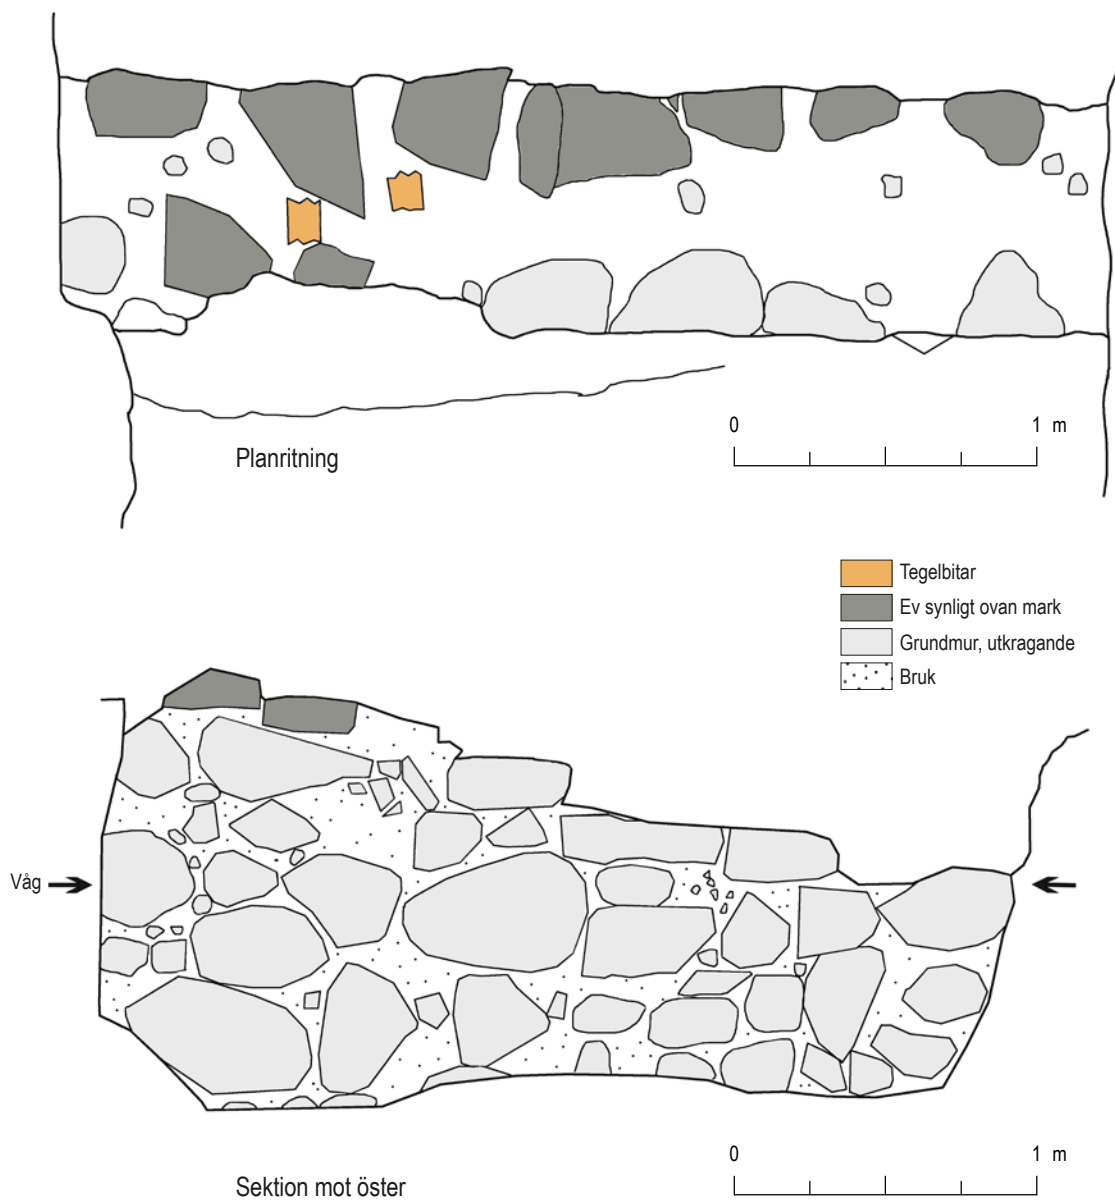 0 1 m
Planritning
Tegelbitar
Ev synligt ovan mark
Grundmur, utkragande
Bruk
Våg
0 1 m
Sektion mot öster